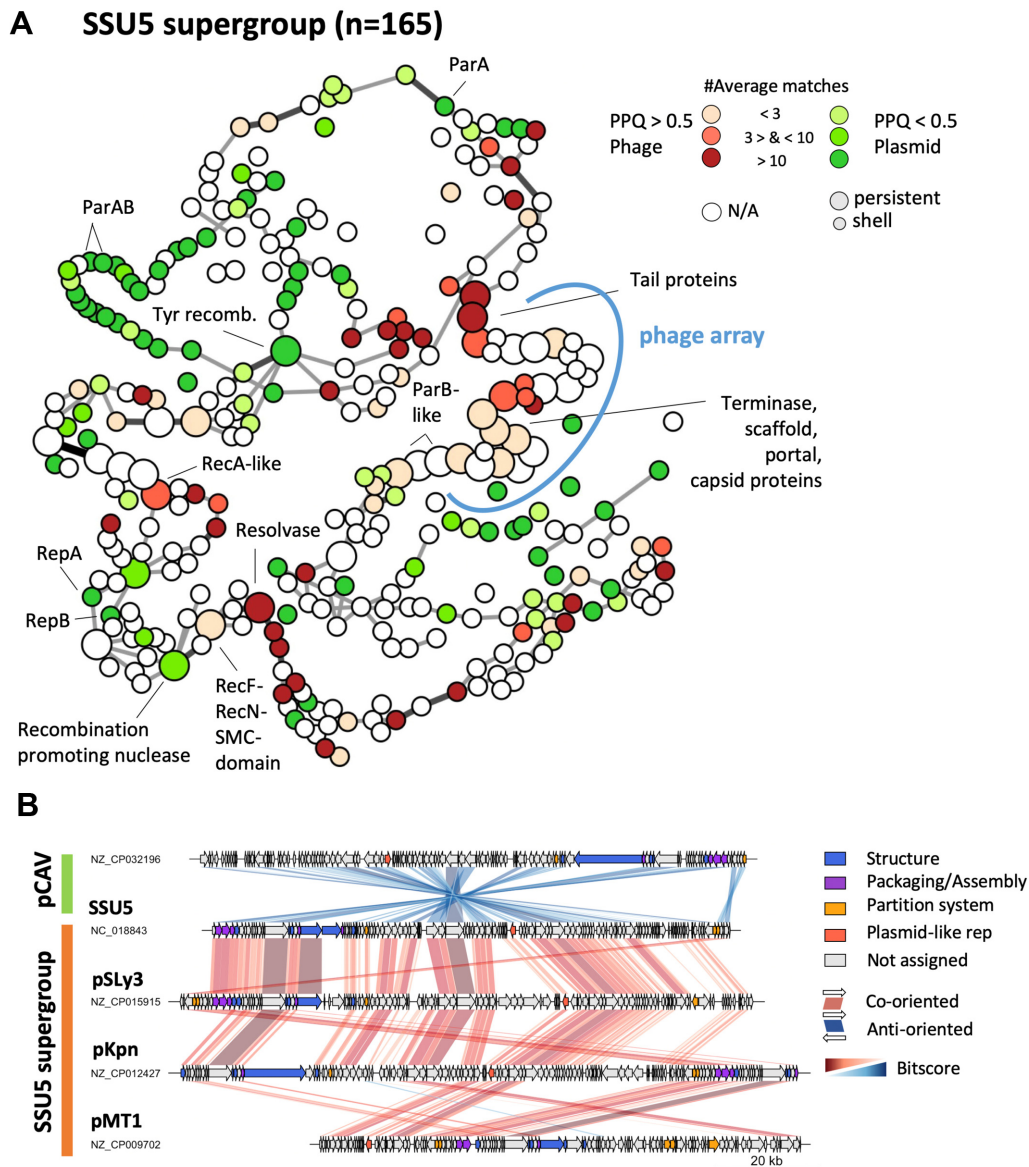 A SSU5 supergroup (n=165)
ParA
#Average matches
PPQ > 0.5
Phage
< 3
3 > & < 10
> 10
PPQ < 0.5
Plasmid
N/A
persistent
shell
ParAB
Tyr recomb.
Tail proteins
phage array
ParB-
like
Terminase,
scaffold,
portal,
capsid proteins
RecA-like
Resolvase
RepA
RepB
RecF-
RecN-
SMC-
domain
Recombination
promoting nuclease
B
pCAV
NZ_CP032196
SSU5
NC_018843
SSU5 supergroup
pSLy3
NZ_CP015915
pKpn
NZ_CP012427
pMT1
NZ_CP009702
20 kb
Structure
Packaging/Assembly
Partition system
Plasmid-like rep
Not assigned
Co-oriented
Anti-oriented
Bitscore